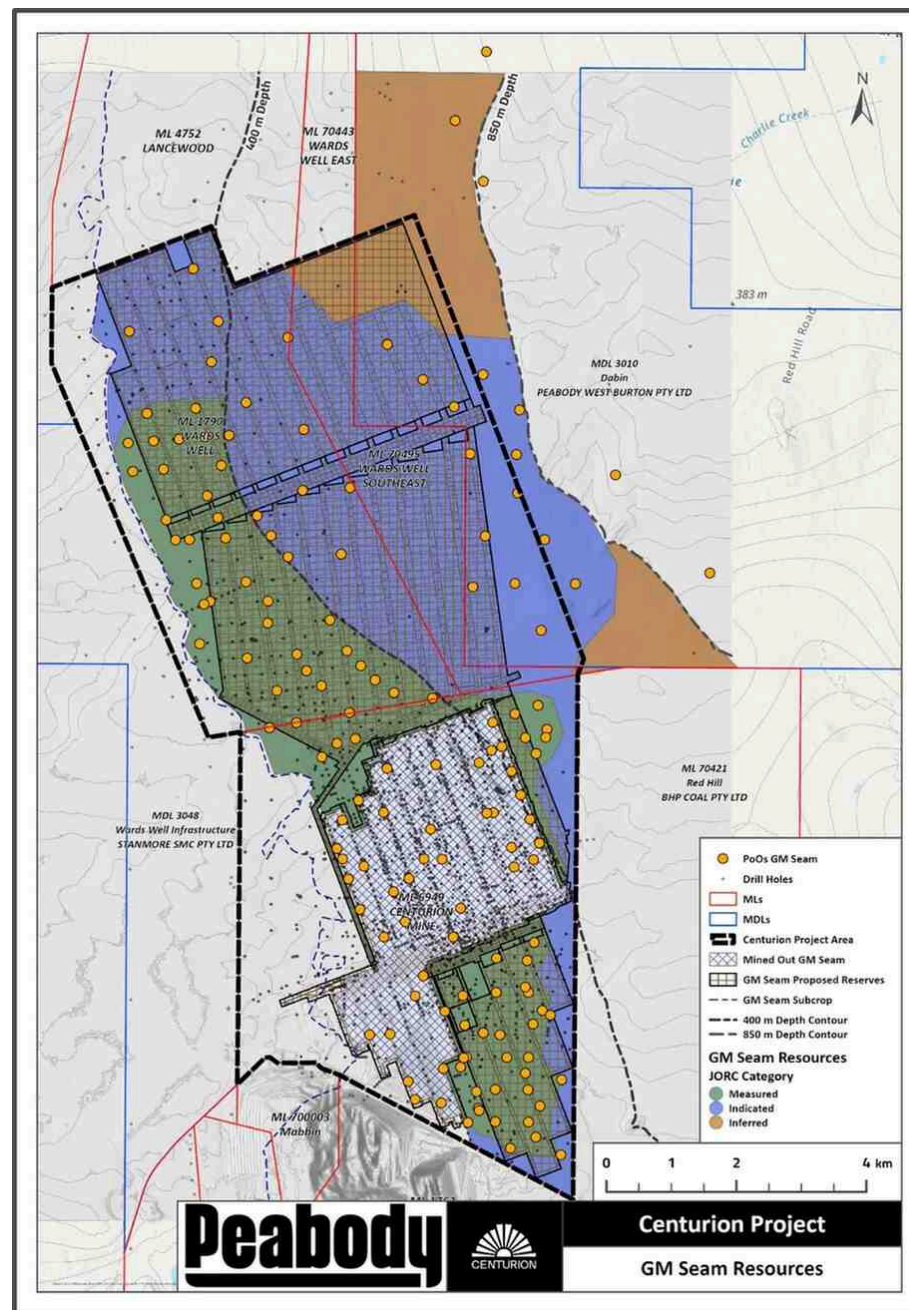 N
ML 4752
LANCEWOOD
400 m Depth
ML 70443
WARDS
WELL EAST
850 m Depth
Charlie Creek
383 m
Red Hill Road
MDL 3010
Dabin
PEABODY WEST BURTON PTY LTD
ML 1790
WARDS
WELL
ML 70495
WARDS WELL
SOUTHEAST
ML 70421
Red Hill
BHP COAL PTY LTD
MDL 3048
Wards Well Infrastructure
STANMORE SMC PTY LTD
ML 6949
CENTURION
MINE
ML 700003
Mabbin
PoOs GM Seam
Drill Holes
MLs
MDLs
Centurion Project Area
Mined Out GM Seam
GM Seam Proposed Reserves
GM Seam Subcrop
400 m Depth Contour
850 m Depth Contour
GM Seam Resources
JORC Category
Measured
Indicated
Inferred
0 1 2 4 km
Peabody
CENTURION
Centurion Project
GM Seam Resources